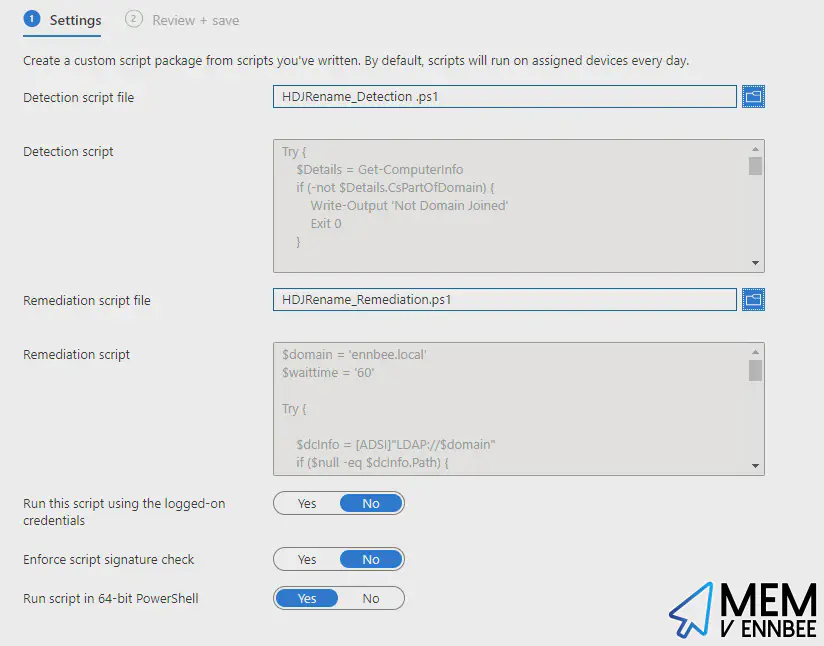 1 Settings 2 Review + save
Create a custom script package from scripts you've written. By default, scripts will run on assigned devices every day.
Detection script file HDJRename_Detection .ps1
Detection script
Try {
$Details = Get-ComputerInfo
if (-not $Details.CsPartOfDomain) {
Write-Output 'Not Domain Joined'
Exit 0
}
Remediation script file HDJRename_Remediation.ps1
Remediation script
$domain = 'ennbee.local'
$waittime = '60'
Try {
$dcInfo = [ADSI]"LDAP://$domain"
if ($null -eq $dcInfo.Path) {
Run this script using the logged-on
credentials
Yes No
Enforce script signature check Yes No
Run script in 64-bit PowerShell Yes No
MEM
V ENNBEE